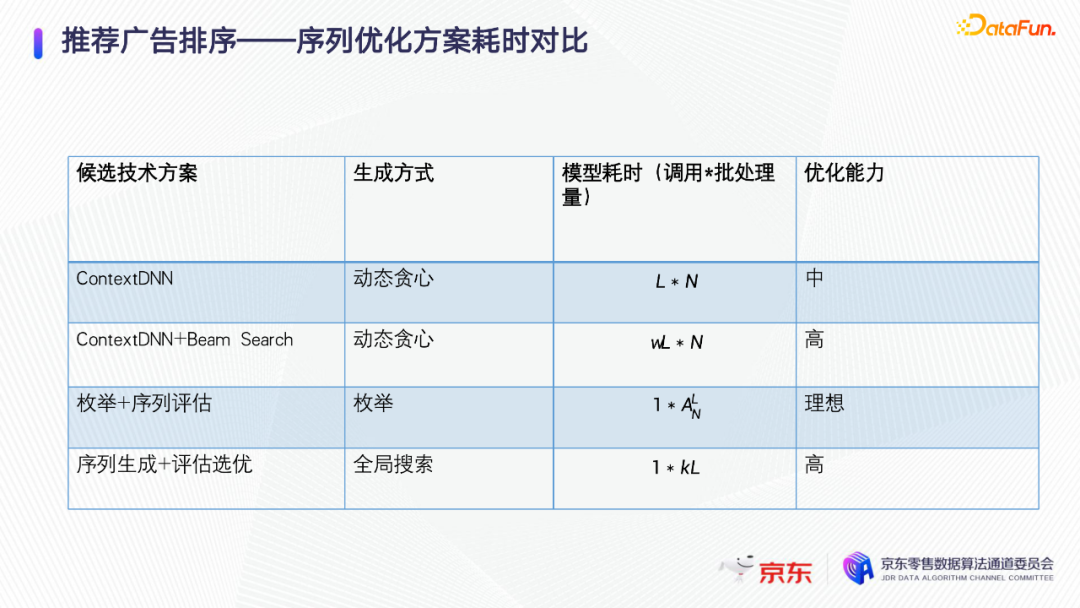 推荐广告排序——序列优化方案耗时对比
DataFun.
候选技术方案
生成方式
模型耗时（调用*批处理
量）
优化能力
ContextDNN
动态贪心
L * N
中
ContextDNN+Beam Search
动态贪心
wL * N
高
枚举+序列评估
枚举
1 * A_N^L
理想
序列生成+评估选优
全局搜索
1 * kL
高
京东
京东零售数据算法通道委员会
JDR DATA ALGORITHM CHANNEL COMMITTEE